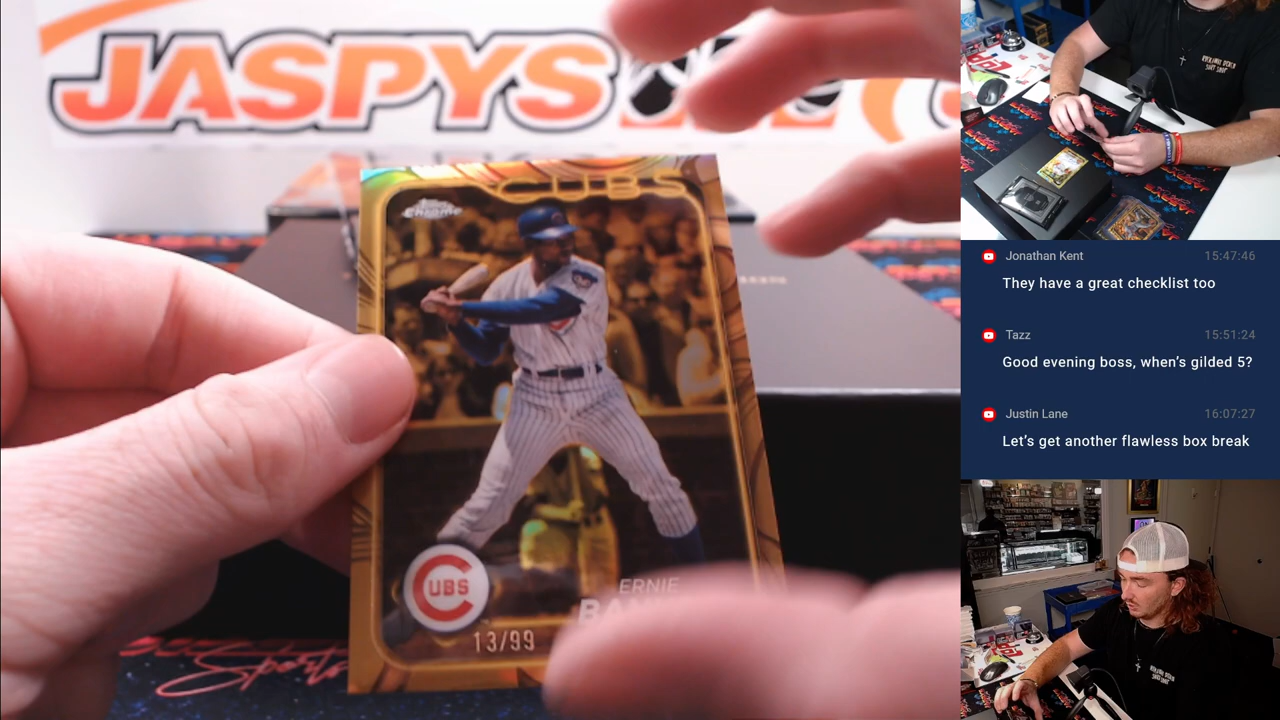 JASPYS
CUBS
Topps
Chrome
CUBS
ERNIE
13/99
Sports
Jonathan Kent 15:47:46
They have a great checklist too
Tazz 15:51:24
Good evening boss, when's gilded 5?
Justin Lane 16:07:27
Let's get another flawless box break